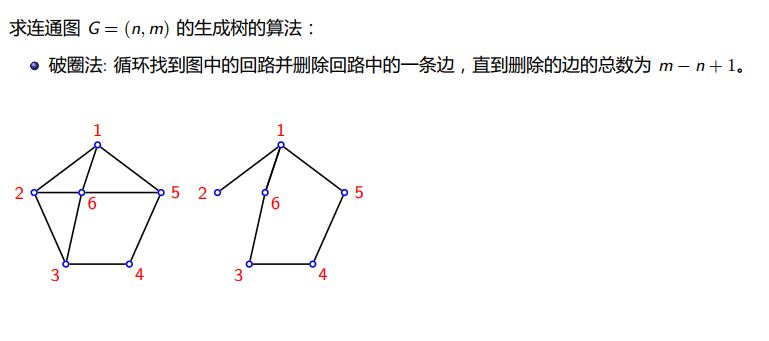 求连通图 G = (n, m) 的生成树的算法：
破圈法: 循环找到图中的回路并删除回路中的一条边，直到删除的边的总数为 m − n + 1。
1 1
2 6 5 2 6 5
3 4 3 4